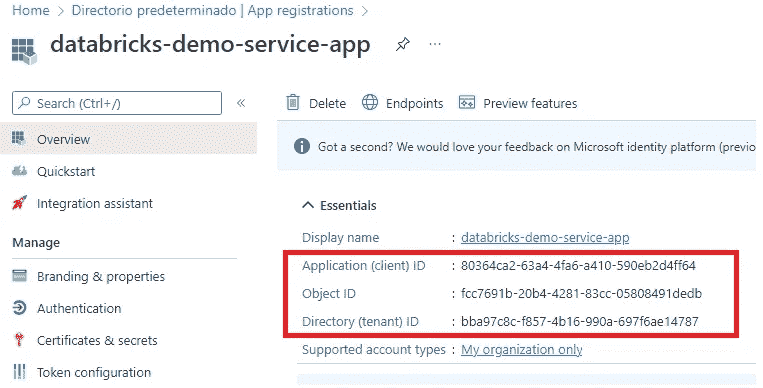 Home > Directorio predeterminado | App registrations >
databricks-demo-service-app
Search (Ctrl+/)
«
Delete
Endpoints
Preview features
Overview
Got a second? We would love your feedback on Microsoft identity platform (previo
Quickstart
Integration assistant
Essentials
Display name : databricks-demo-service-app
Manage
Application (client) ID : 80364ca2-63a4-4fa6-a410-590eb2d4ff64
Branding & properties
Object ID : fcc7691b-20b4-4281-83cc-05808491dedb
Authentication
Directory (tenant) ID : bba97c8c-f857-4b16-990a-697f6ae14787
Certificates & secrets
Supported account types : My organization only
Token configuration